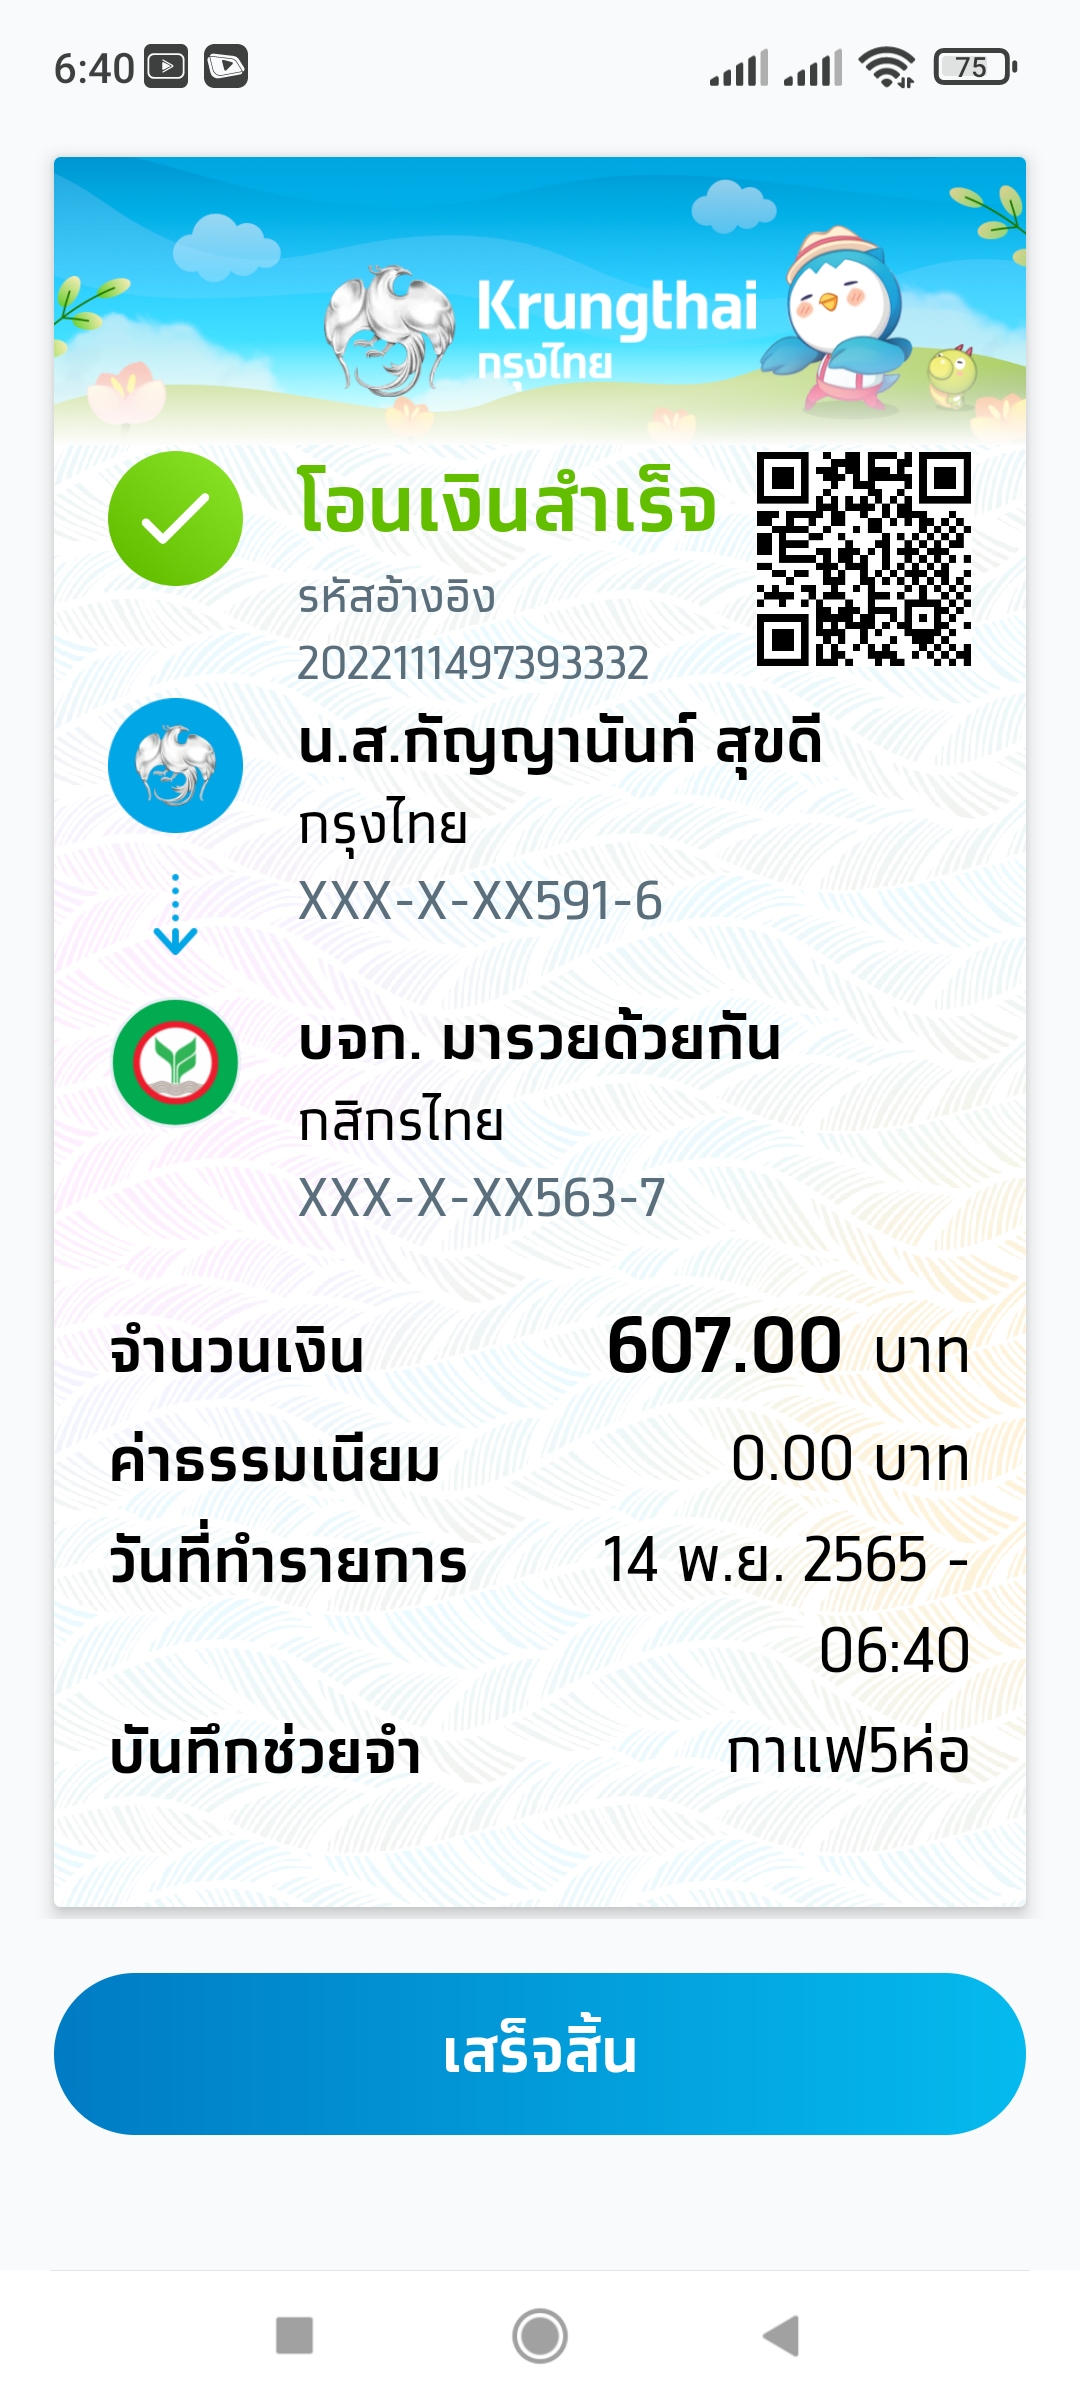 6:40
75
Krungthai
กรุงไทย
โอนเงินสำเร็จ
รหัสอ้างอิง
2022111497393332
น.ส.กัญญานันท์ สุขดี
กรุงไทย
XXX-X-XX591-6
บจก. มารวยด้วยกัน
กสิกรไทย
XXX-X-XX563-7
จำนวนเงิน 607.00 บาท
ค่าธรรมเนียม 0.00 บาท
วันที่ทำรายการ 14 พ.ย. 2565 -
06:40
บันทึกช่วยจำ กาแฟ5ห่อ
เสร็จสิ้น